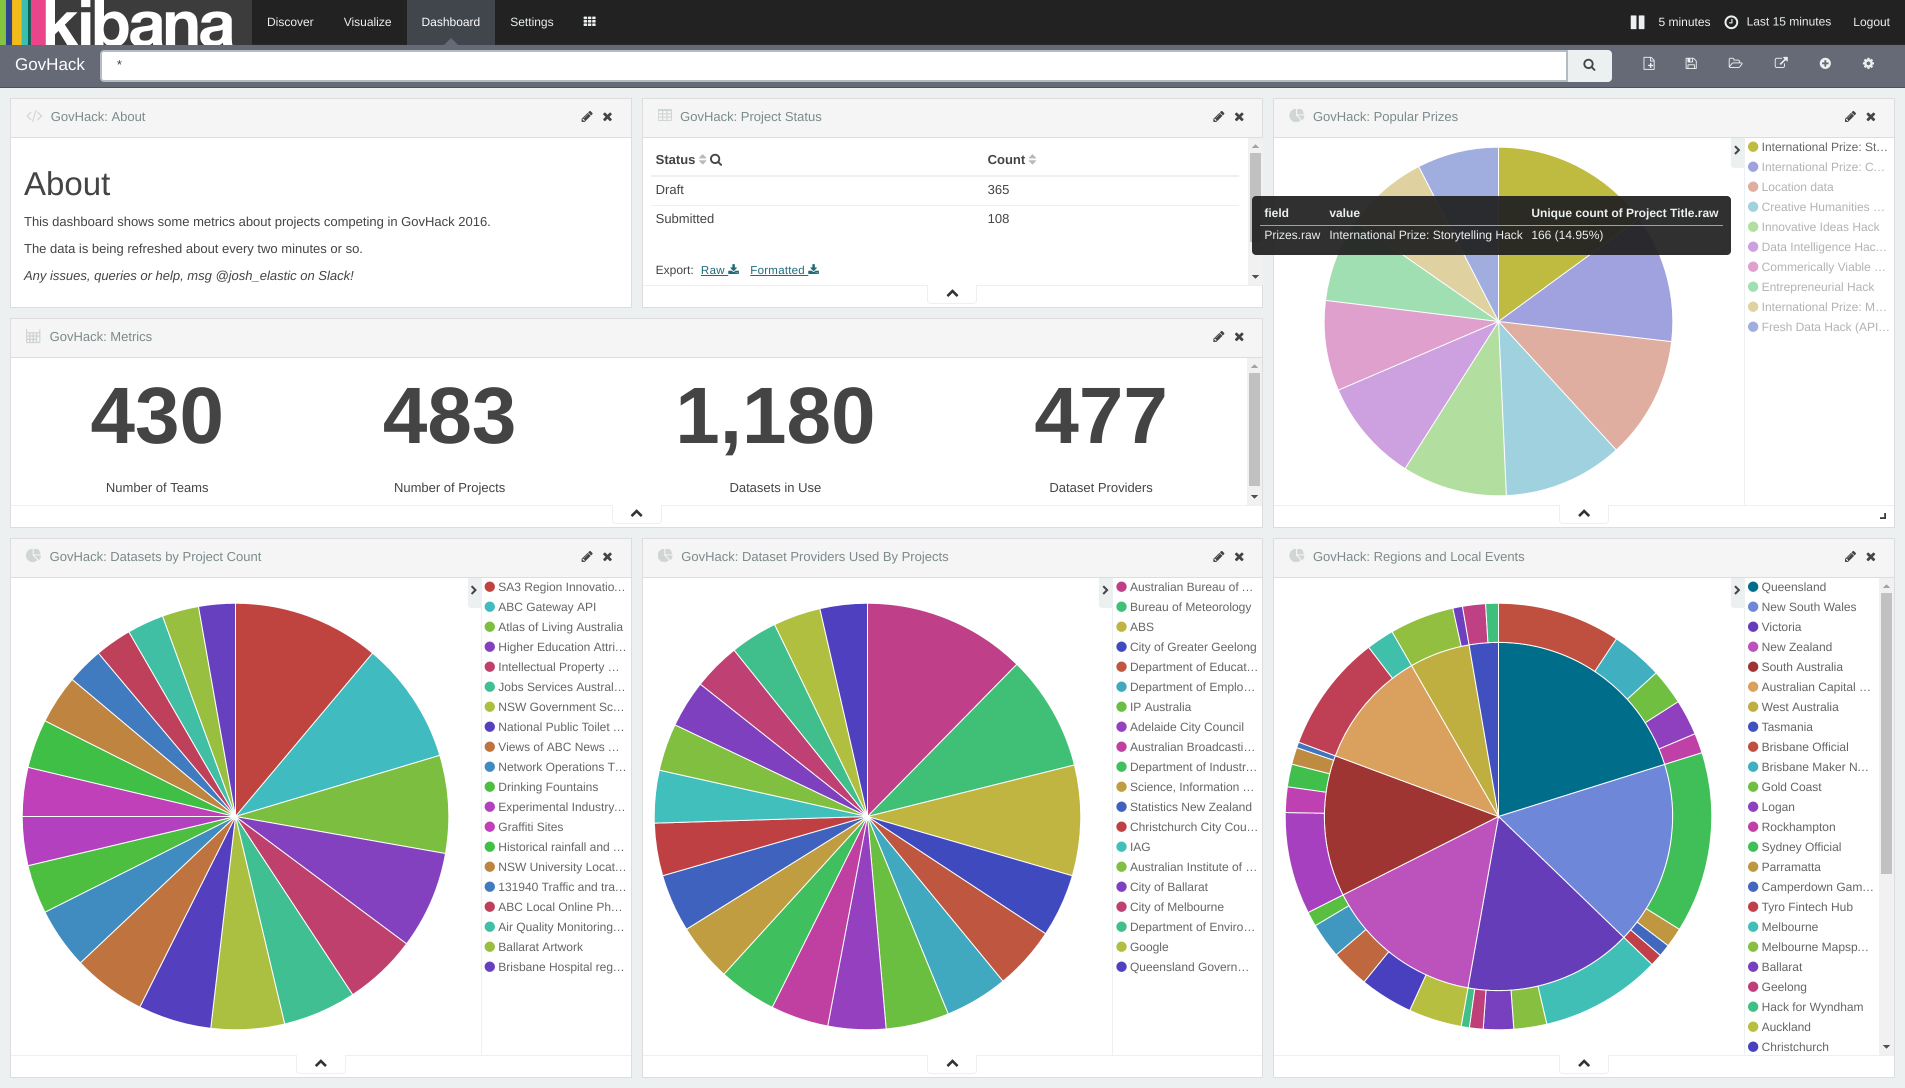 kibana
Discover
Visualize
Dashboard
Settings
5 minutes
Last 15 minutes
Logout
GovHack
*
GovHack: About
About
This dashboard shows some metrics about projects competing in GovHack 2016.
The data is being refreshed about every two minutes or so.
Any issues, queries or help, msg @josh_elastic on Slack!
GovHack: Project Status
Status Count
Draft 365
Submitted 108
Export: Raw Formatted
GovHack: Popular Prizes
field value Unique count of Project Title.raw
Prizes.raw International Prize: Storytelling Hack 166 (14.95%)
International Prize: St...
International Prize: C...
Location data
Creative Humanities ...
Innovative Ideas Hack
Data Intelligence Hac...
Commerically Viable ...
Entrepreneurial Hack
International Prize: M...
Fresh Data Hack (API...
GovHack: Metrics
430
Number of Teams
483
Number of Projects
1,180
Datasets in Use
477
Dataset Providers
GovHack: Datasets by Project Count
SA3 Region Innovatio...
ABC Gateway API
Atlas of Living Australia
Higher Education Attri...
Intellectual Property ...
Jobs Services Austral...
NSW Government Sc...
National Public Toilet ...
Views of ABC News ...
Network Operations T...
Drinking Fountains
Experimental Industry...
Graffiti Sites
Historical rainfall and ...
NSW University Locat...
131940 Traffic and tra...
ABC Local Online Ph...
Air Quality Monitoring...
Ballarat Artwork
Brisbane Hospital reg...
GovHack: Dataset Providers Used By Projects
Australian Bureau of ...
Bureau of Meteorology
ABS
City of Greater Geelong
Department of Educat...
Department of Emplo...
IP Australia
Adelaide City Council
Australian Broadcasti...
Department of Industr...
Science, Information ...
Statistics New Zealand
Christchurch City Cou...
IAG
Australian Institute of ...
City of Ballarat
City of Melbourne
Department of Enviro...
Google
Queensland Govern...
GovHack: Regions and Local Events
Queensland
New South Wales
Victoria
New Zealand
South Australia
Australian Capital ...
West Australia
Tasmania
Brisbane Official
Brisbane Maker N...
Gold Coast
Logan
Rockhampton
Sydney Official
Parramatta
Camperdown Gam...
Tyro Fintech Hub
Melbourne
Melbourne Mapsp...
Ballarat
Geelong
Hack for Wyndham
Auckland
Christchurch